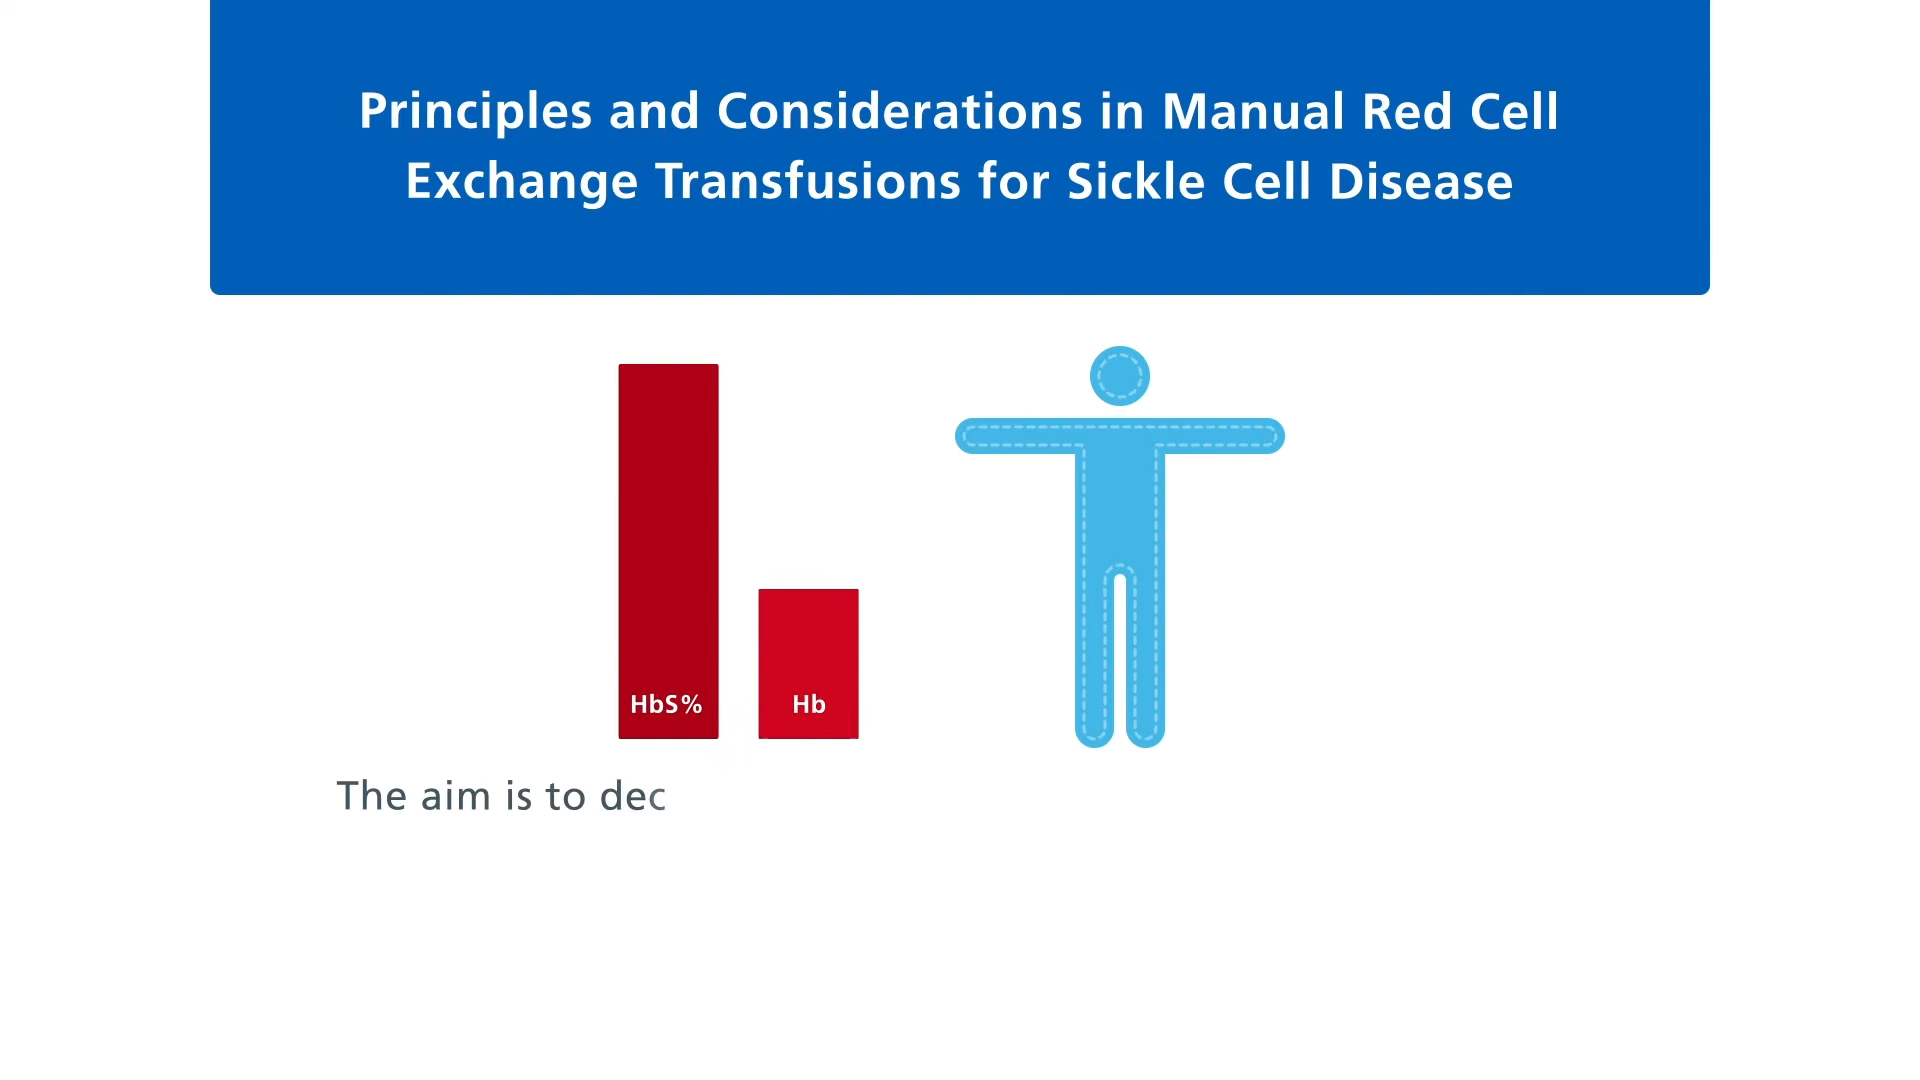 Principles and Considerations in Manual Red Cell
Exchange Transfusions for Sickle Cell Disease
HbS%
Hb
The aim is to dec